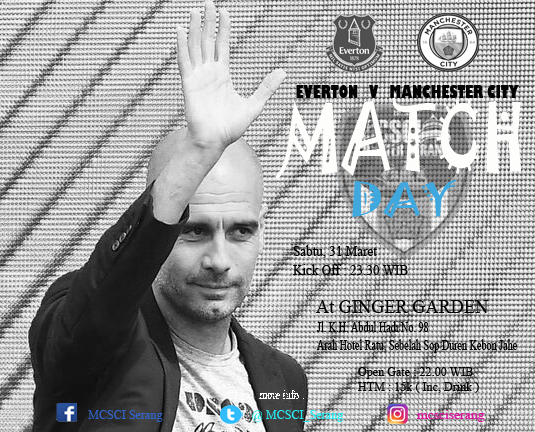 Everton
1878
MANCHESTER
CITY
EVERTON V MANCHESTER CITY
MATCH
DAY
Sabtu, 31 Maret
Kick Off : 23.30 WIB
At GINGER GARDEN
Jl. K.H. Abdul Hadi No. 98
Arah Hotel Ratu, Sebelah Sop Duren Kebon Jahe
Open Gate : 22.00 WIB
HTM : 15k ( Inc. Drink )
more info :
MCSCI Serang
@ MCSCI_Serang
mcsciserang